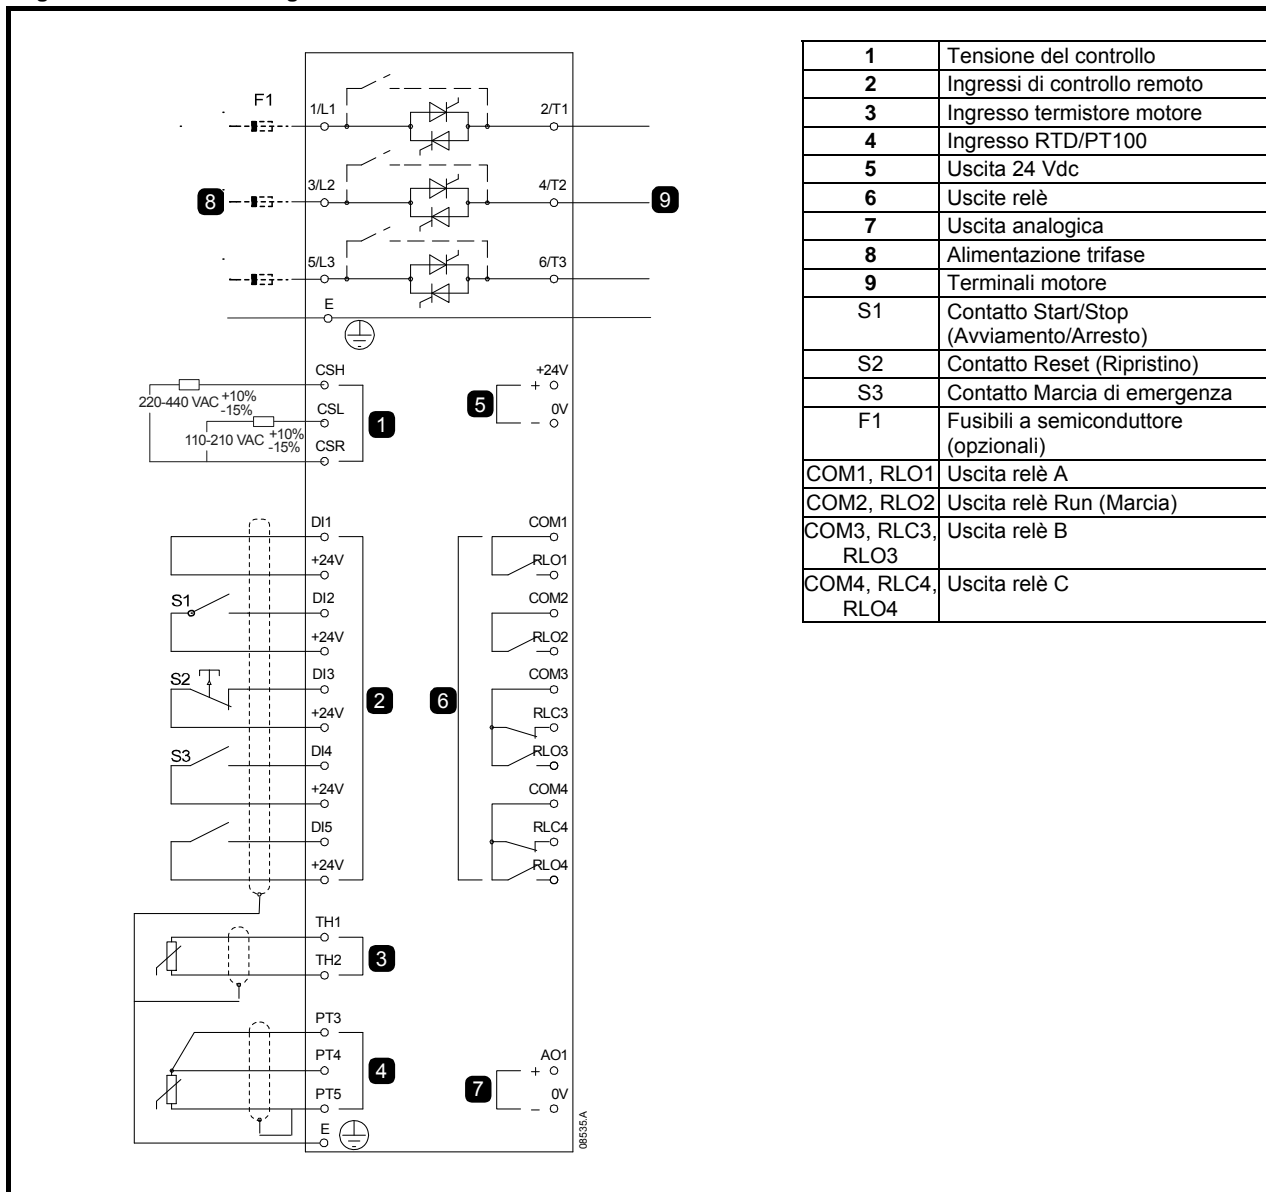 F1
1/L1
2/T1
3/L2
4/T2
8
9
5/L3
6/T3
E
CSH
+24V
220-440 VAC +10% -15%
+
CSL
5
0V
1
110-210 VAC +10% -15%
−
CSR
DI1
COM1
+24V
RLO1
S1
DI2
COM2
+24V
RLO2
S2
DI3
COM3
2
6
+24V
RLC3
S3
DI4
RLO3
+24V
COM4
DI5
RLC4
+24V
RLO4
TH1
3
TH2
PT3
PT4
AO1
4
+
7
PT5
0V
−
E
08535.A
1 Tensione del controllo
2 Ingressi di controllo remoto
3 Ingresso termistore motore
4 Ingresso RTD/PT100
5 Uscita 24 Vdc
6 Uscite relè
7 Uscita analogica
8 Alimentazione trifase
9 Terminali motore
S1 Contatto Start/Stop
(Avviamento/Arresto)
S2 Contatto Reset (Ripristino)
S3 Contatto Marcia di emergenza
F1 Fusibili a semiconduttore
(opzionali)
COM1, RLO1 Uscita relè A
COM2, RLO2 Uscita relè Run (Marcia)
COM3, RLC3, Uscita relè B
RLO3
COM4, RLC4, Uscita relè C
RLO4